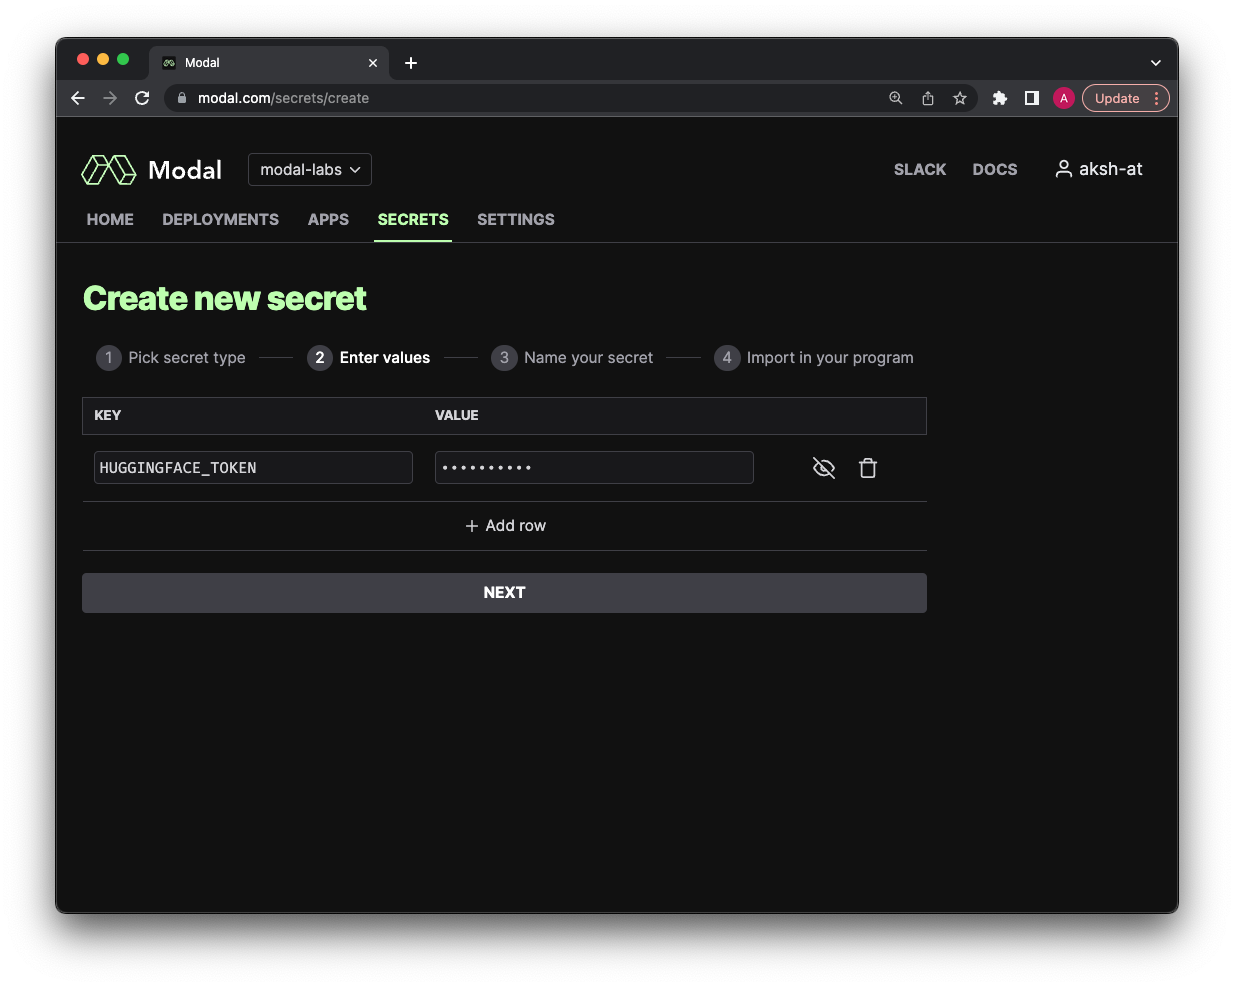 Modal
modal.com/secrets/create
A
Update
Modal
modal-labs
SLACK
DOCS
aksh-at
HOME
DEPLOYMENTS
APPS
SECRETS
SETTINGS
Create new secret
1 Pick secret type
2 Enter values
3 Name your secret
4 Import in your program
KEY
VALUE
HUGGINGFACE_TOKEN
••••••••••
+ Add row
NEXT